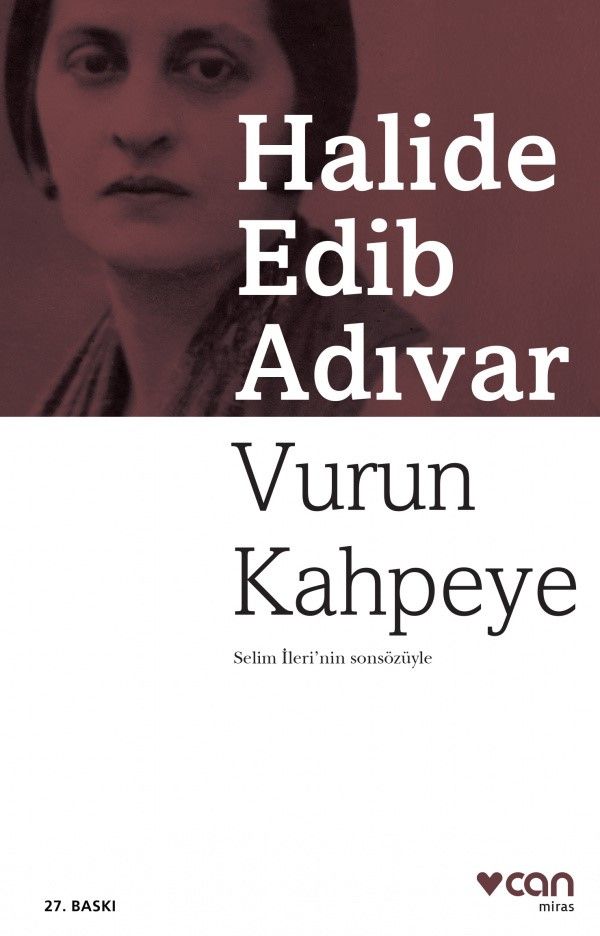 Halide
Edib
Adıvar
Vurun
Kahpeye
Selim İleri’nin sonsözüyle
27. BASKI
can
miras